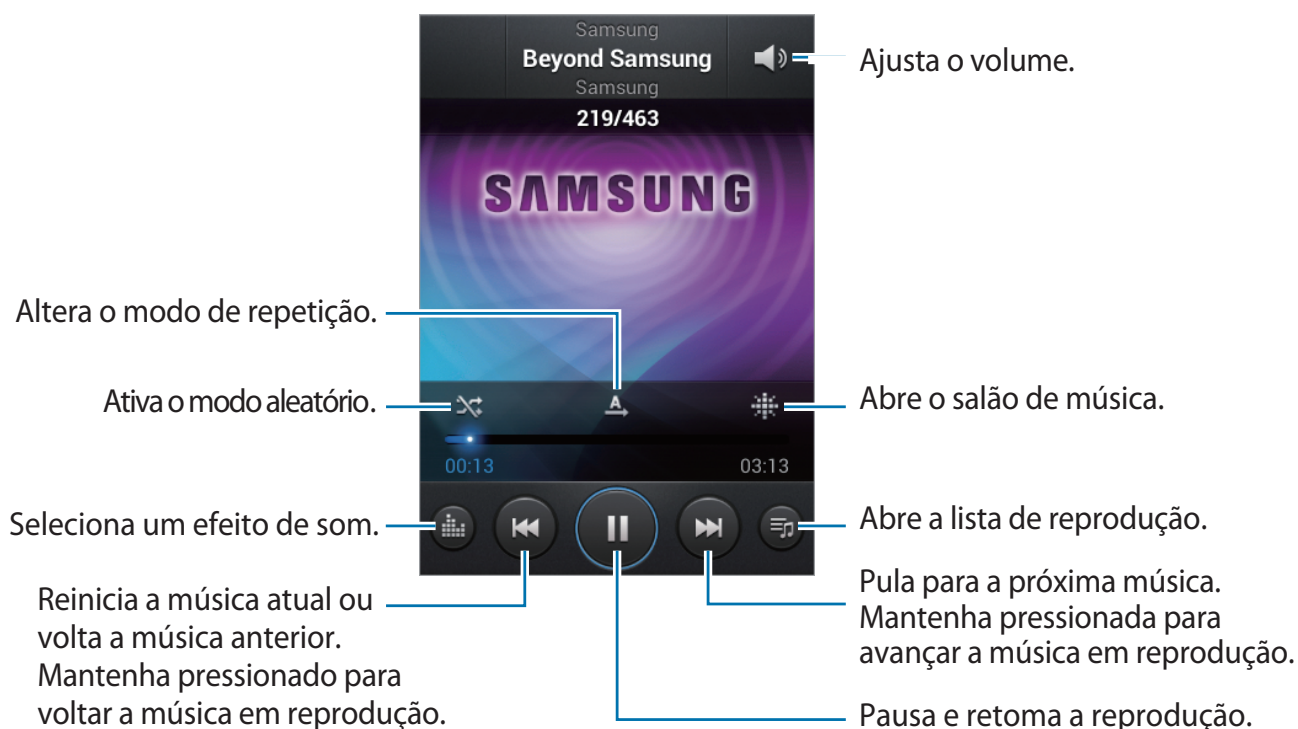 Samsung
Beyond Samsung
Samsung
Ajusta o volume.
219/463
SAMSUNG
Altera o modo de repetição.
A
Ativa o modo aleatório.
Abre o salão de música.
00:13
03:13
Seleciona um efeito de som.
Abre a lista de reprodução.
Reinicia a música atual ou
volta a música anterior.
Mantenha pressionado para
voltar a música em reprodução.
Pula para a próxima música.
Mantenha pressionada para
avançar a música em reprodução.
Pausa e retoma a reprodução.